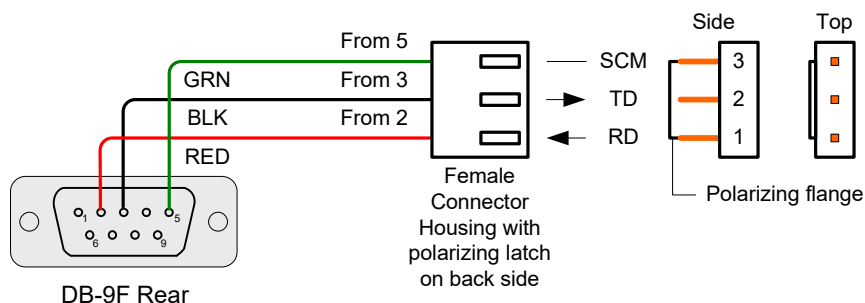 Side
Top
From 5
SCM
3
GRN
From 3
TD
2
BLK
From 2
RD
1
RED
Female
Connector
Housing with
polarizing latch
on back side
Polarizing flange
1
5
6
9
DB-9F Rear